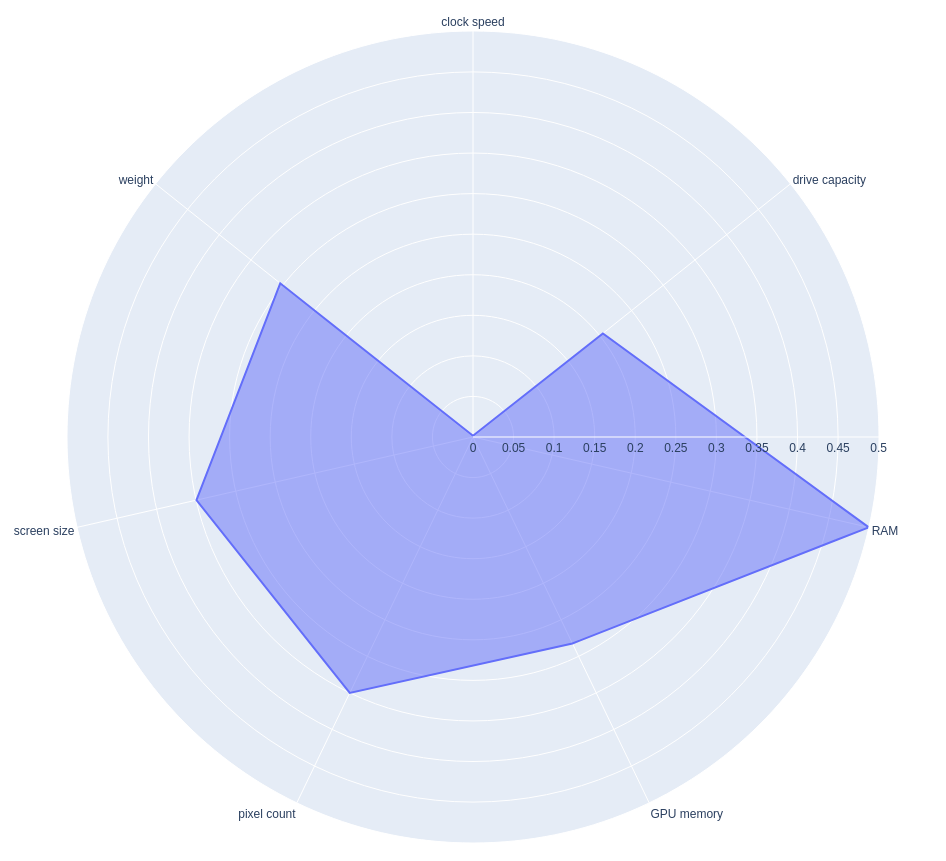 clock speed
weight
drive capacity
0 0.05 0.1 0.15 0.2 0.25 0.3 0.35 0.4 0.45 0.5
screen size
RAM
pixel count
GPU memory